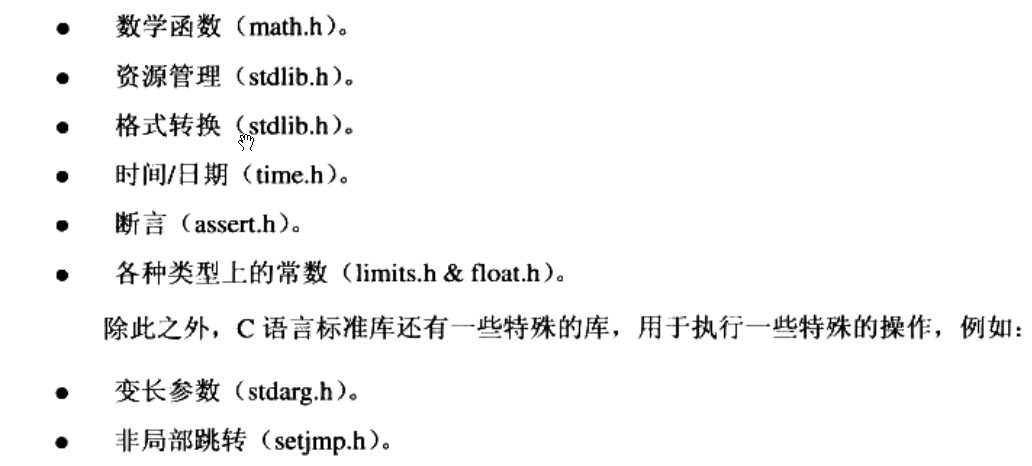 ● 数学函数（math.h）。
● 资源管理（stdlib.h）。
● 格式转换（stdlib.h）。
● 时间/日期（time.h）。
● 断言（assert.h）。
● 各种类型上的常数（limits.h & float.h）。
除此之外，C 语言标准库还有一些特殊的库，用于执行一些特殊的操作，例如：
● 变长参数（stdarg.h）。
● 非局部跳转（setjmp.h）。